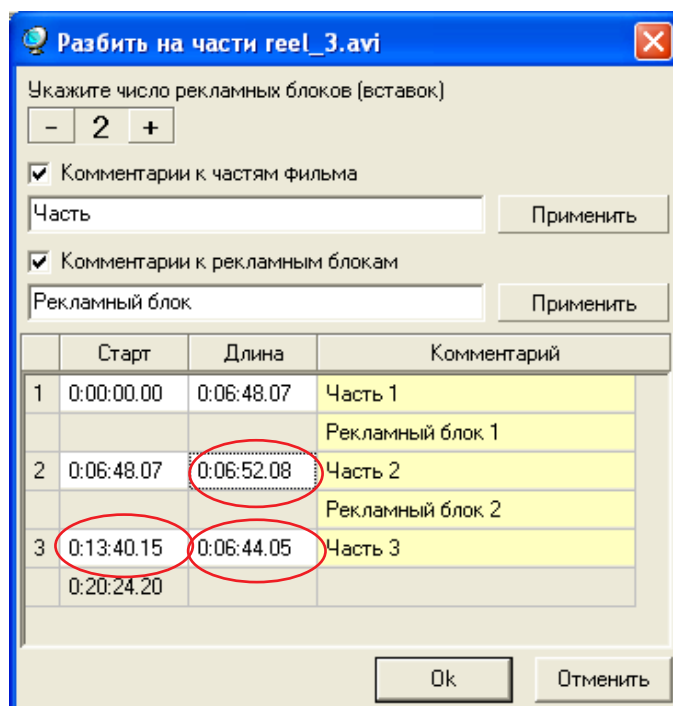 Разбить на части reel_3.avi
Укажите число рекламных блоков (вставок)
- 2 +
Комментарии к частям фильма
Часть Применить
Комментарии к рекламным блокам
Рекламный блок Применить
Старт Длина Комментарий
1 0:00:00.00 0:06:48.07 Часть 1
Рекламный блок 1
2 0:06:48.07 0:06:52.08 Часть 2
Рекламный блок 2
3 0:13:40.15 0:06:44.05 Часть 3
0:20:24.20
Ok Отменить